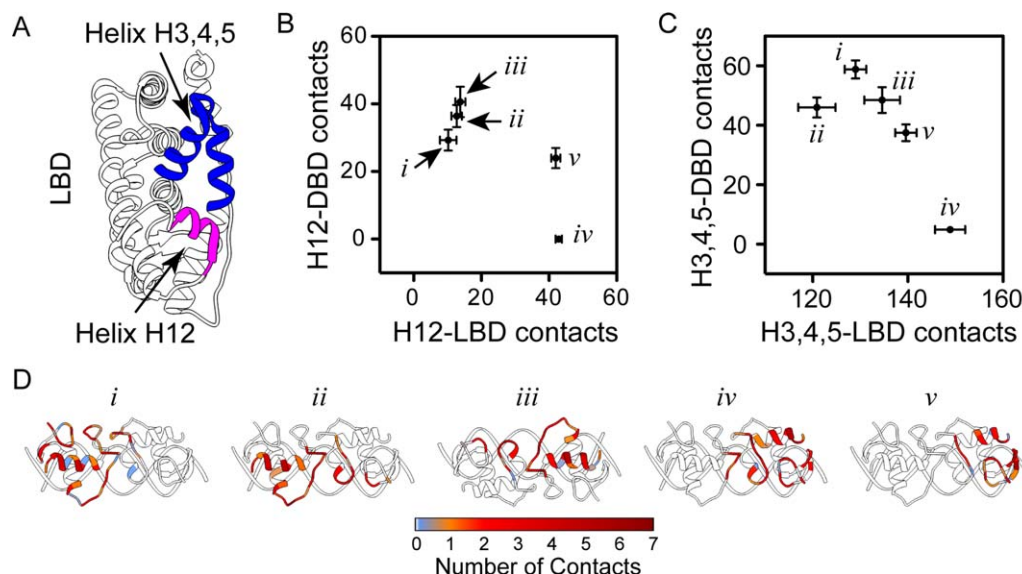 A
Helix H3,4,5
LBD
Helix H12
B
60
40
20
0
H12-DBD contacts
iii
ii
i
v
iv
0 20 40 60
H12-LBD contacts
C
80
60
40
20
0
H3,4,5-DBD contacts
i
iii
ii
v
iv
120 140 160
H3,4,5-LBD contacts
D
i ii iii iv v
0 1 2 3 4 5 6 7
Number of Contacts